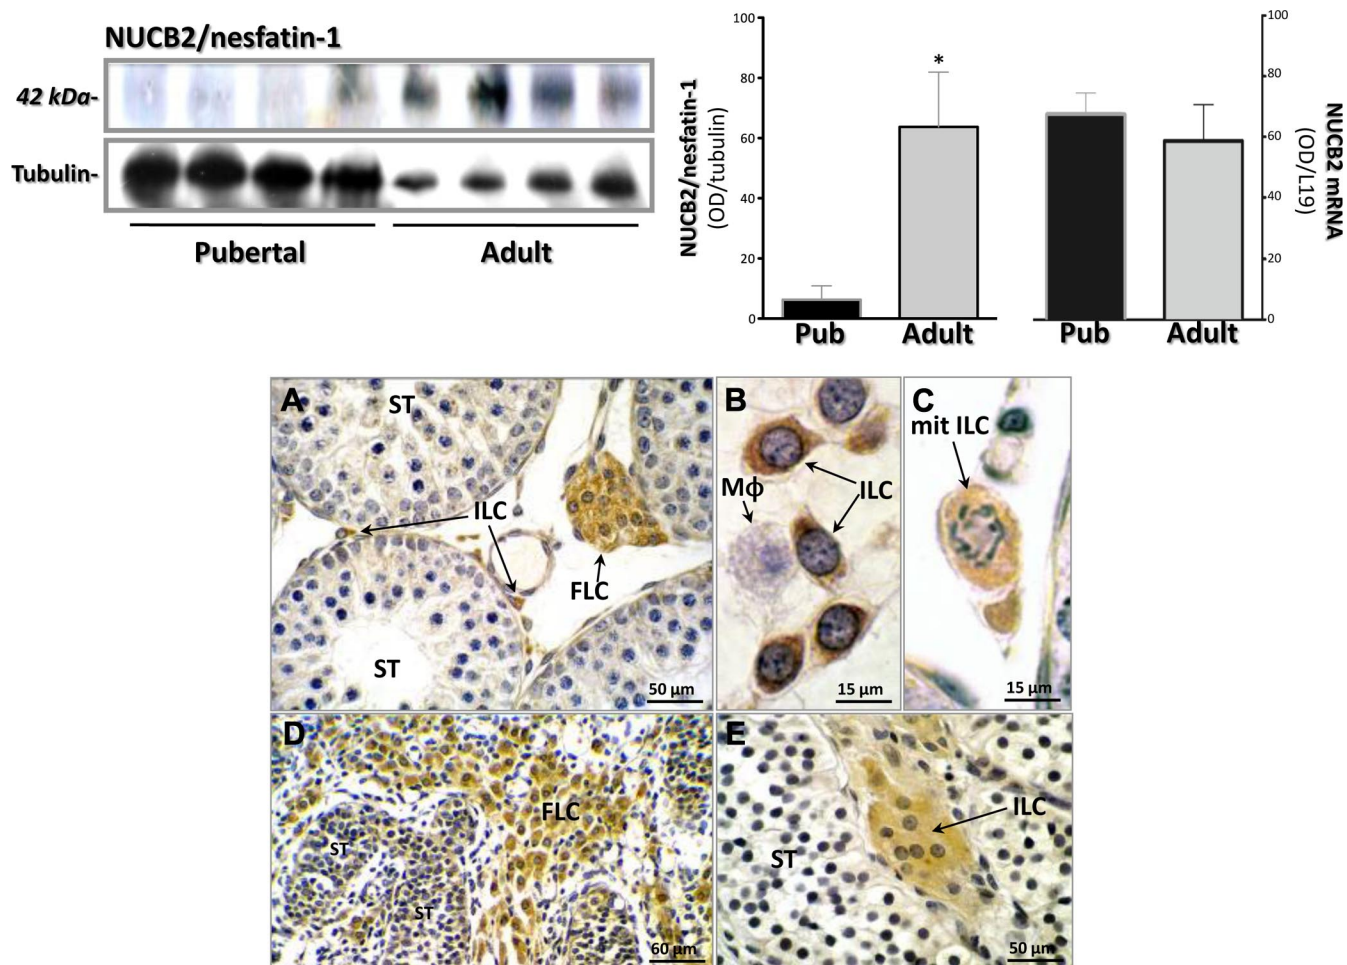 NUCB2/nesfatin-1
42 kDa-
Tubulin-
Pubertal
Adult
NUCB2/nesfatin-1
(OD/tubulin)
100
80
60
40
20
0
*
Pub
Adult
Pub
Adult
100
80
60
40
20
0
NUCB2 mRNA
(OD/L19)
A
ST
ILC
FLC
ST
50 µm
B
Mϕ
ILC
15 µm
C
mit ILC
15 µm
D
FLC
ST
ST
60 µm
E
ILC
ST
50 µm